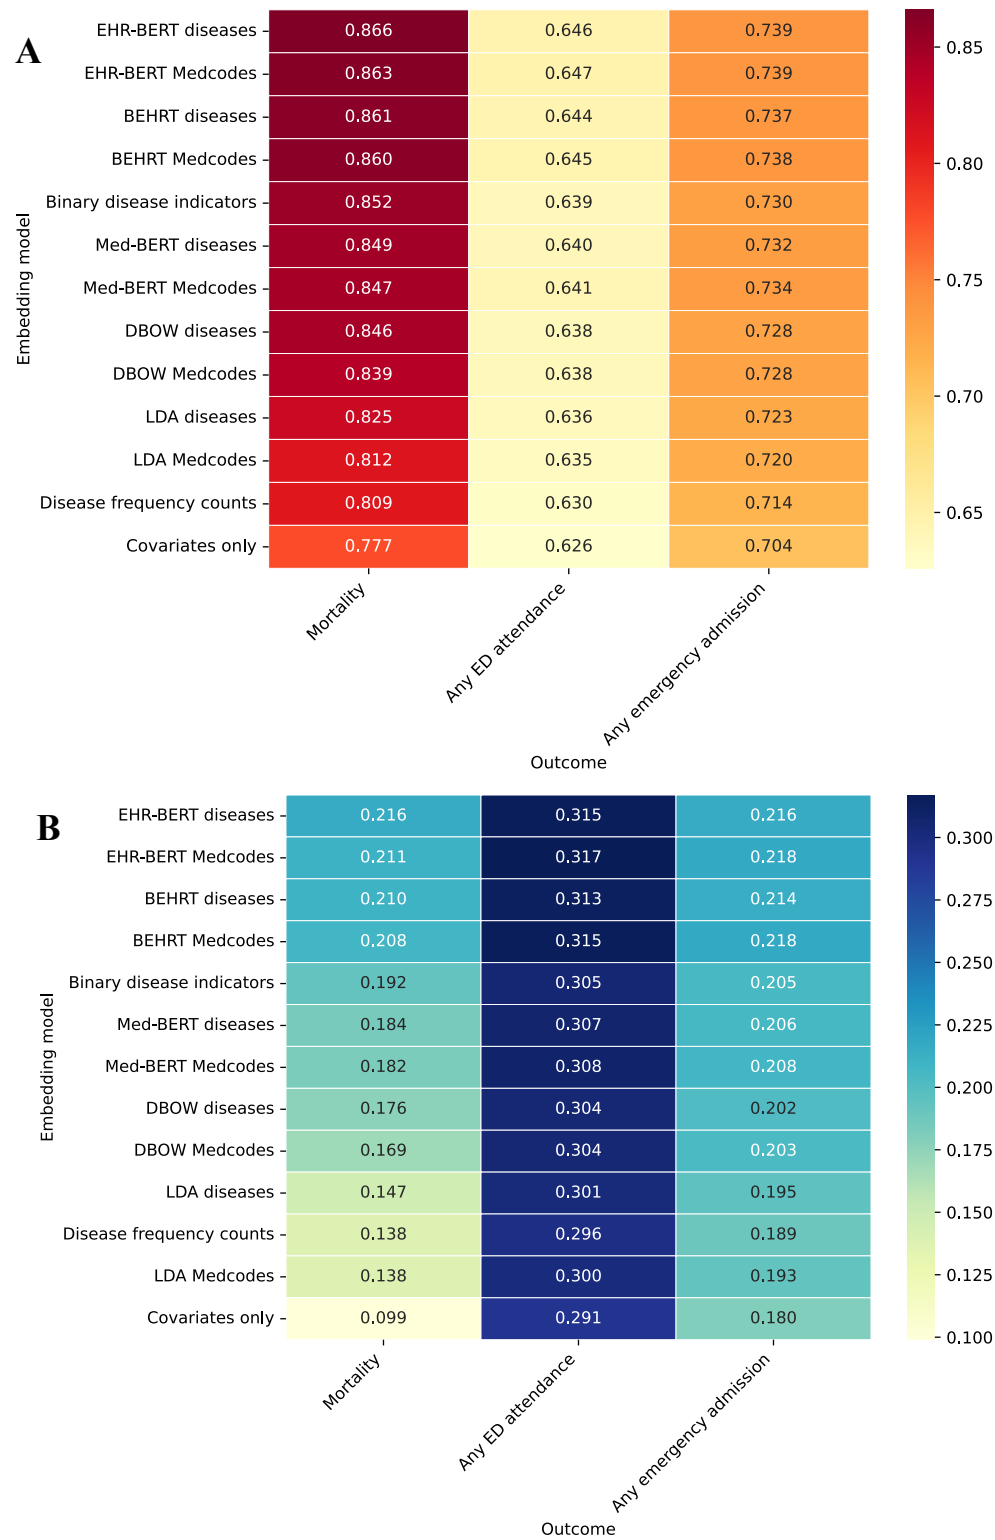 A
Embedding model
EHR-BERT diseases 0.866 0.646 0.739
EHR-BERT Medcodes 0.863 0.647 0.739
BEHRT diseases 0.861 0.644 0.737
BEHRT Medcodes 0.860 0.645 0.738
Binary disease indicators 0.852 0.639 0.730
Med-BERT diseases 0.849 0.640 0.732
Med-BERT Medcodes 0.847 0.641 0.734
DBOW diseases 0.846 0.638 0.728
DBOW Medcodes 0.839 0.638 0.728
LDA diseases 0.825 0.636 0.723
LDA Medcodes 0.812 0.635 0.720
Disease frequency counts 0.809 0.630 0.714
Covariates only 0.777 0.626 0.704
Mortality
Any ED attendance
Any emergency admission
Outcome
0.85
0.80
0.75
0.70
0.65
B
Embedding model
EHR-BERT diseases 0.216 0.315 0.216
EHR-BERT Medcodes 0.211 0.317 0.218
BEHRT diseases 0.210 0.313 0.214
BEHRT Medcodes 0.208 0.315 0.218
Binary disease indicators 0.192 0.305 0.205
Med-BERT diseases 0.184 0.307 0.206
Med-BERT Medcodes 0.182 0.308 0.208
DBOW diseases 0.176 0.304 0.202
DBOW Medcodes 0.169 0.304 0.203
LDA diseases 0.147 0.301 0.195
Disease frequency counts 0.138 0.296 0.189
LDA Medcodes 0.138 0.300 0.193
Covariates only 0.099 0.291 0.180
Mortality
Any ED attendance
Any emergency admission
Outcome
0.300
0.275
0.250
0.225
0.200
0.175
0.150
0.125
0.100